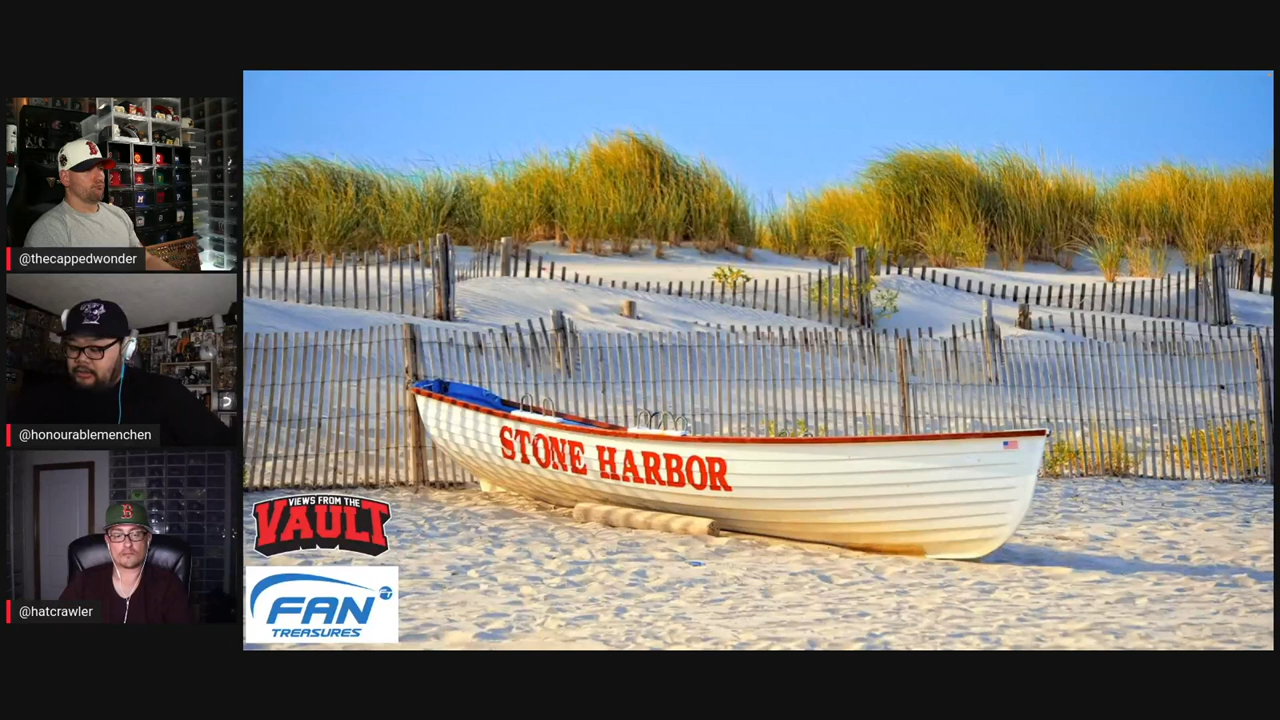 @thecappedwonder
@honourablemenchen
@hatcrawler
STONE HARBOR
VIEWS FROM THE
VAULT
FAN
TREASURES